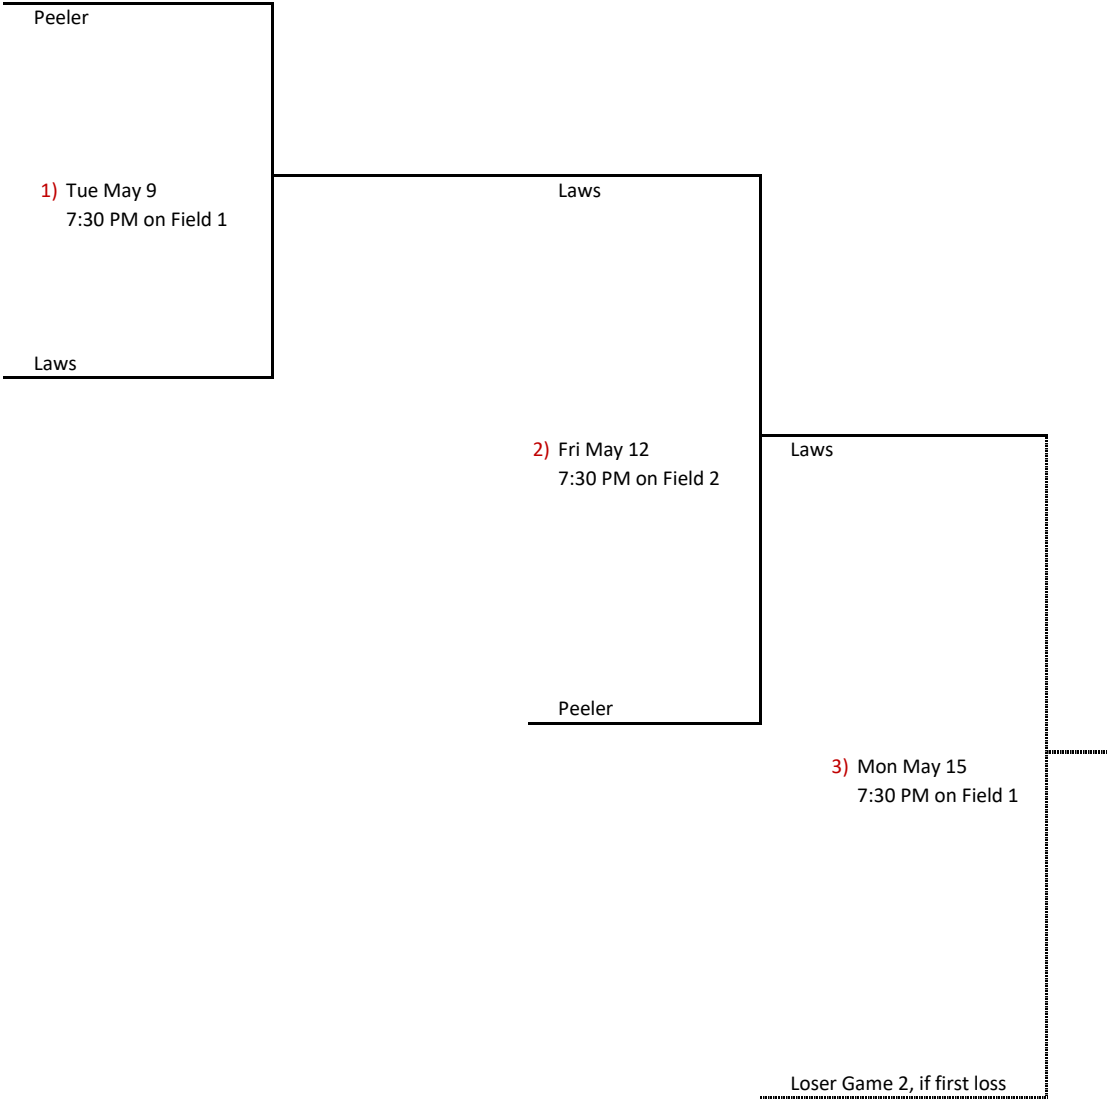 Peeler
1) Tue May 9
7:30 PM on Field 1
Laws
Laws
2) Fri May 12
7:30 PM on Field 2
Peeler
Laws
3) Mon May 15
7:30 PM on Field 1
Loser Game 2, if first loss